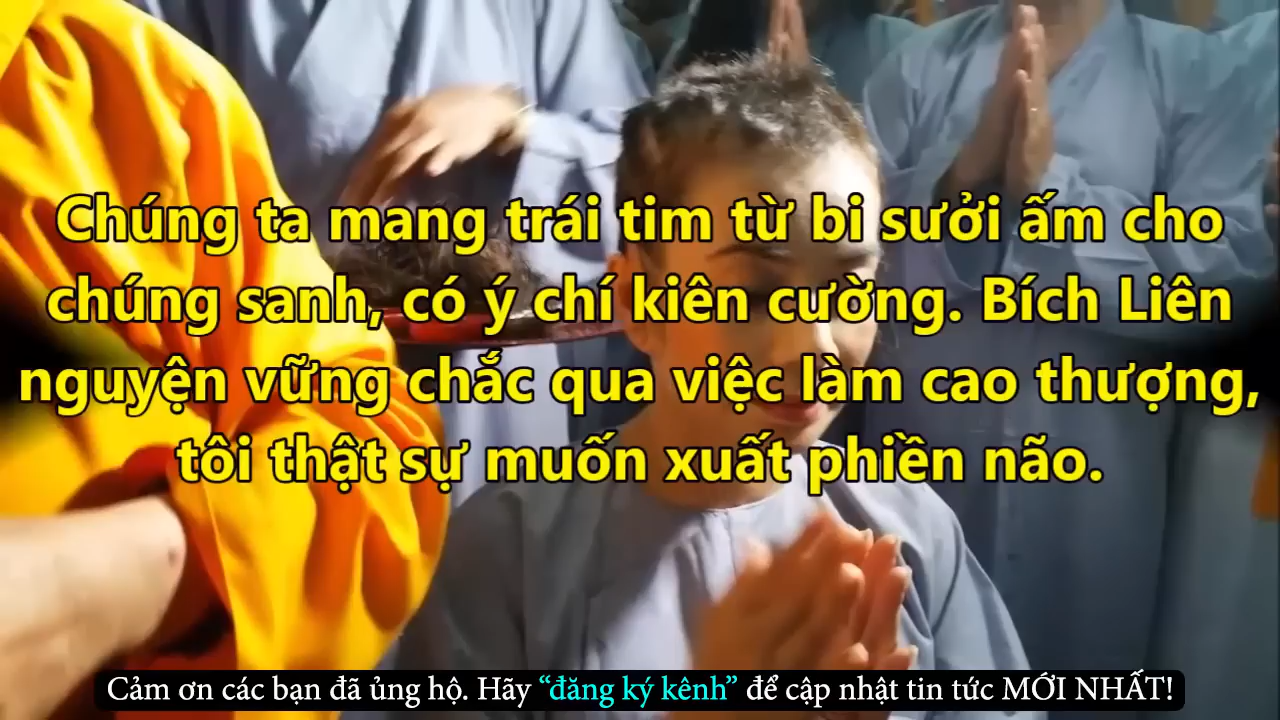 Chúng ta mang trái tim từ bi sưởi ấm cho
chúng sanh, có ý chí kiên cường. Bích Liên
nguyện vững chắc qua việc làm cao thượng,
tôi thật sự muốn xuất phiền não.
Cảm ơn các bạn đã ủng hộ. Hãy “đăng ký kênh” để cập nhật tin tức MỚI NHẤT!